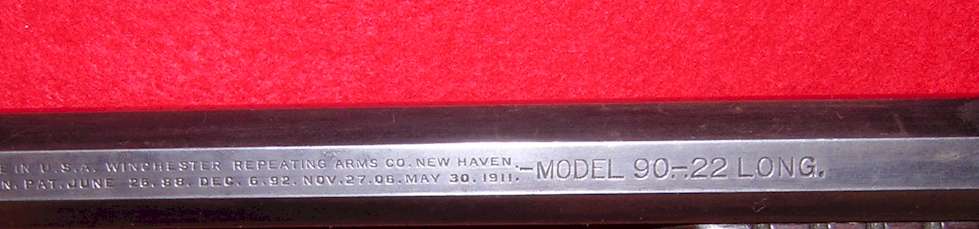 E IN U.S.A. WINCHESTER REPEATING ARMS CO. NEW HAVEN.
N. PAT. JUNE 26.88. DEC. 6.92. NOV.27.06. MAY 30.1911.
-MODEL 90-.22 LONG.